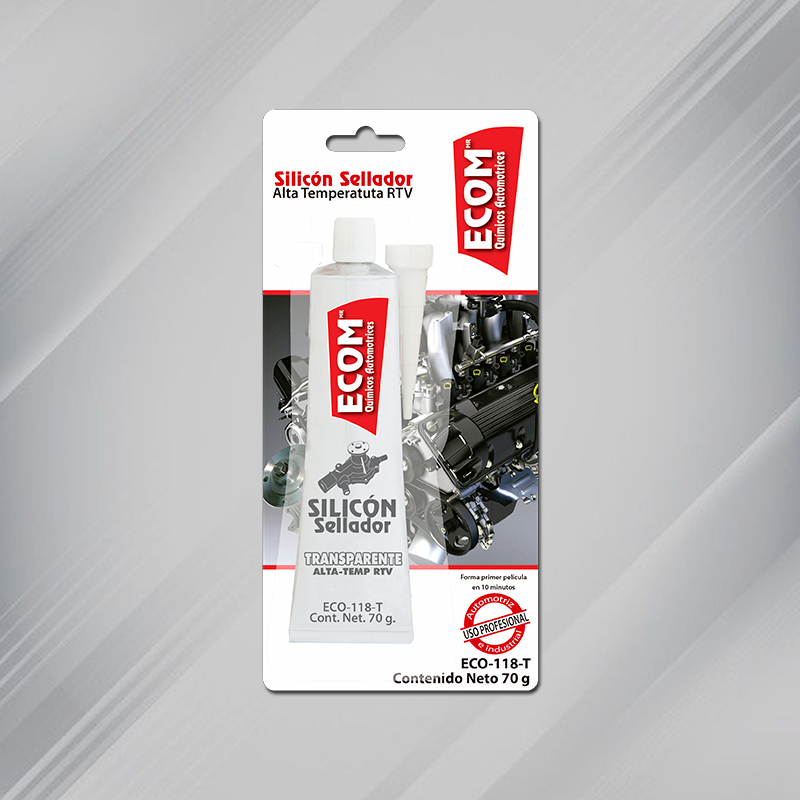 Silicón Sellador
Alta Temperatuta RTV
ECOM MR
Químicos Automotrices
ECOM MR
Químicos Automotrices
SILICÓN
Sellador
TRANSPARENTE
ALTA-TEMP RTV
ECO-118-T
Cont. Net. 70 g.
Forma primer película
en 10 minutos
Automotriz
USO PROFESIONAL
e Industrial
ECO-118-T
Contenido Neto 70 g